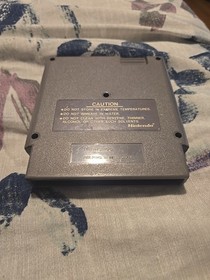 CAUTION
●DO NOT STORE IN EXTREME TEMPERATURES.
●DO NOT IMMERSE IN WATER.
●DO NOT CLEAN WITH BENZENE, THINNER,
ALCOHOL OR OTHER SUCH SOLVENTS.
Nintendo